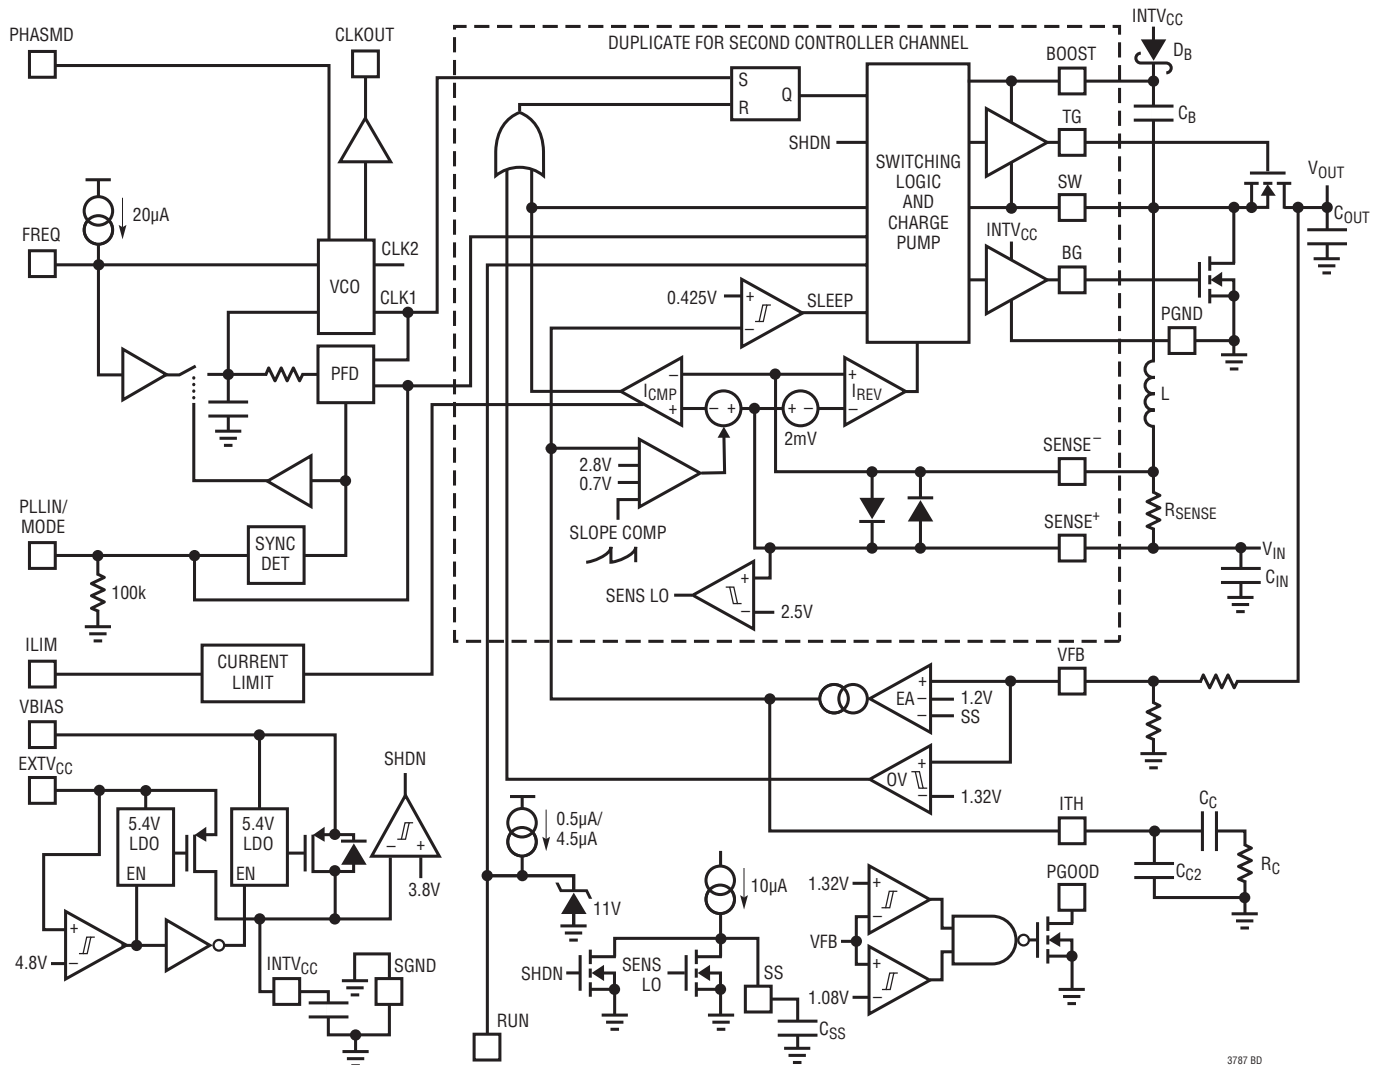 PHASMD
CLKOUT
DUPLICATE FOR SECOND CONTROLLER CHANNEL
INTVCC
DB
BOOST
CB
TG
SW
VOUT
COUT
S
R
Q
SHDN
SWITCHING
LOGIC
AND
CHARGE
PUMP
INTVCC
BG
PGND
20µA
FREQ
VCO
CLK2
CLK1
PFD
0.425V
+
–
SLEEP
ICMP
–
+
– +
+ –
2mV
IREV
+
–
L
2.8V
0.7V
SLOPE COMP
SENSE–
SENSE+
RSENSE
VIN
CIN
PLLIN/
MODE
SYNC
DET
100k
SENS LO
+
–
2.5V
ILIM
CURRENT
LIMIT
VFB
EA
+
–
–
1.2V
SS
OV
+
–
1.32V
VBIAS
EXTVCC
SHDN
5.4V
LDO
EN
5.4V
LDO
EN
– +
3.8V
+
–
4.8V
INTVCC
SGND
0.5µA/
4.5µA
11V
RUN
10µA
SHDN
SENS
LO
SS
CSS
ITH
CC
CC2
RC
PGOOD
1.32V
+
–
VFB
+
–
1.08V
3787 BD